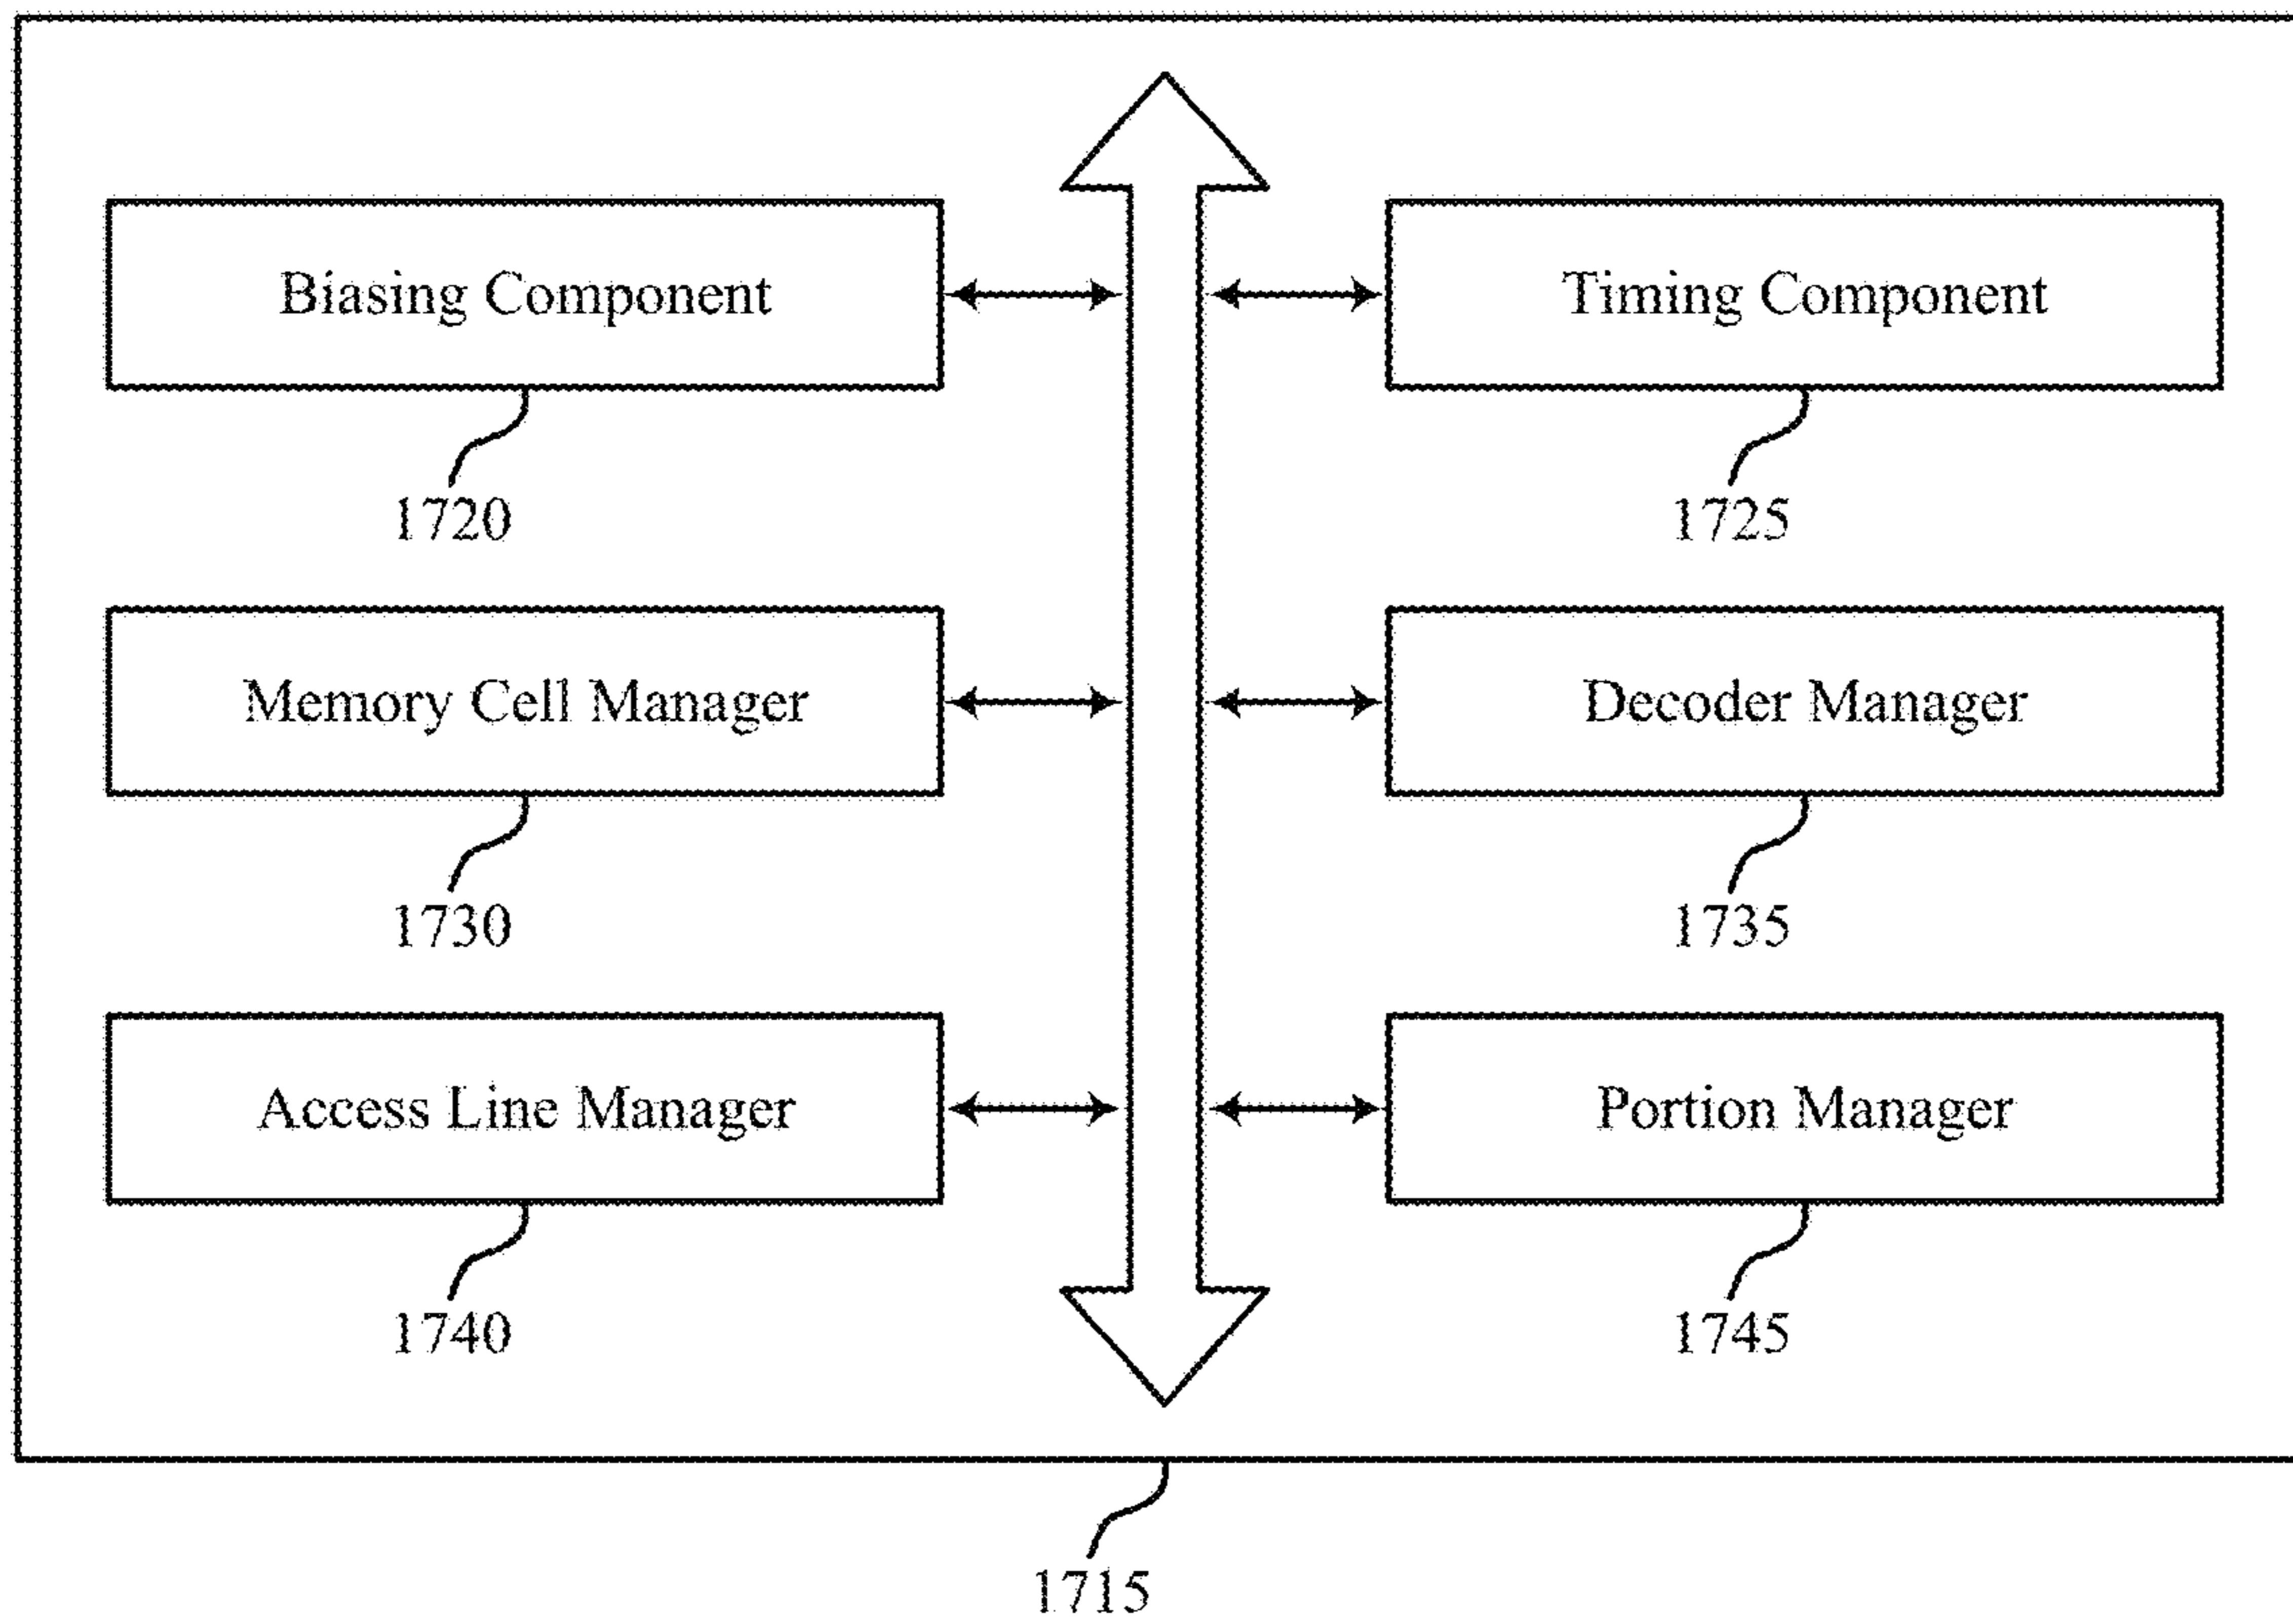 Biasing Component
Timing Component
1720
1725
Memory Cell Manager
Decoder Manager
1730
1735
Access Line Manager
Portion Manager
1740
1745
1715